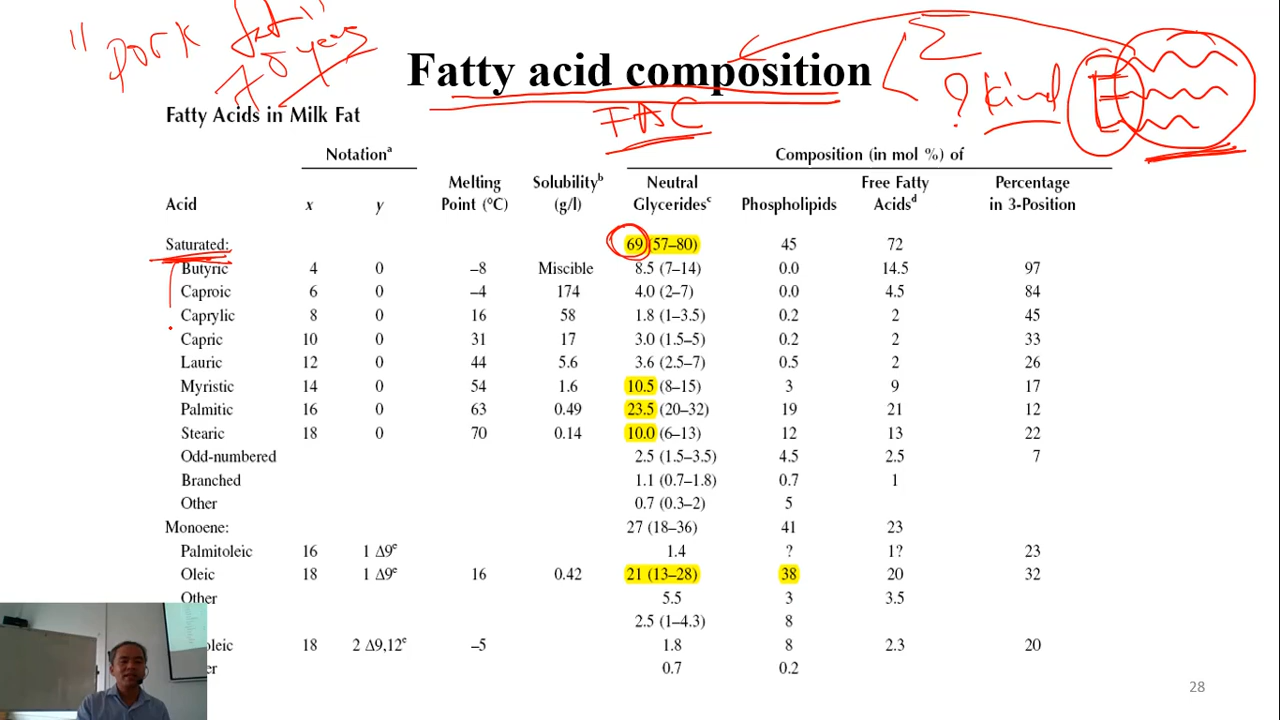 "pork fat"
70 years
Fatty acid composition
FAC
? kind
Fatty Acids in Milk Fat
Notationa Composition (in mol %) of
Acid x y Melting Point (°C) Solubilityb (g/l) Neutral Glyceridesc Phospholipids Free Fatty Acidsd Percentage in 3-Position
Saturated: 69 (57–80) 45 72
Butyric 4 0 –8 Miscible 8.5 (7–14) 0.0 14.5 97
Caproic 6 0 –4 174 4.0 (2–7) 0.0 4.5 84
Caprylic 8 0 16 58 1.8 (1–3.5) 0.2 2 45
Capric 10 0 31 17 3.0 (1.5–5) 0.2 2 33
Lauric 12 0 44 5.6 3.6 (2.5–7) 0.5 2 26
Myristic 14 0 54 1.6 10.5 (8–15) 3 9 17
Palmitic 16 0 63 0.49 23.5 (20–32) 19 21 12
Stearic 18 0 70 0.14 10.0 (6–13) 12 13 22
Odd-numbered 2.5 (1.5–3.5) 4.5 2.5 7
Branched 1.1 (0.7–1.8) 0.7 1
Other 0.7 (0.3–2) 5
Monoene: 27 (18–36) 41 23
Palmitoleic 16 1 Δ9e 1.4 ? 1? 23
Oleic 18 1 Δ9e 16 0.42 21 (13–28) 38 20 32
Other 5.5 3 3.5
2.5 (1–4.3) 8
oleic 18 2 Δ9,12e –5 1.8 8 2.3 20
er 0.7 0.2
28